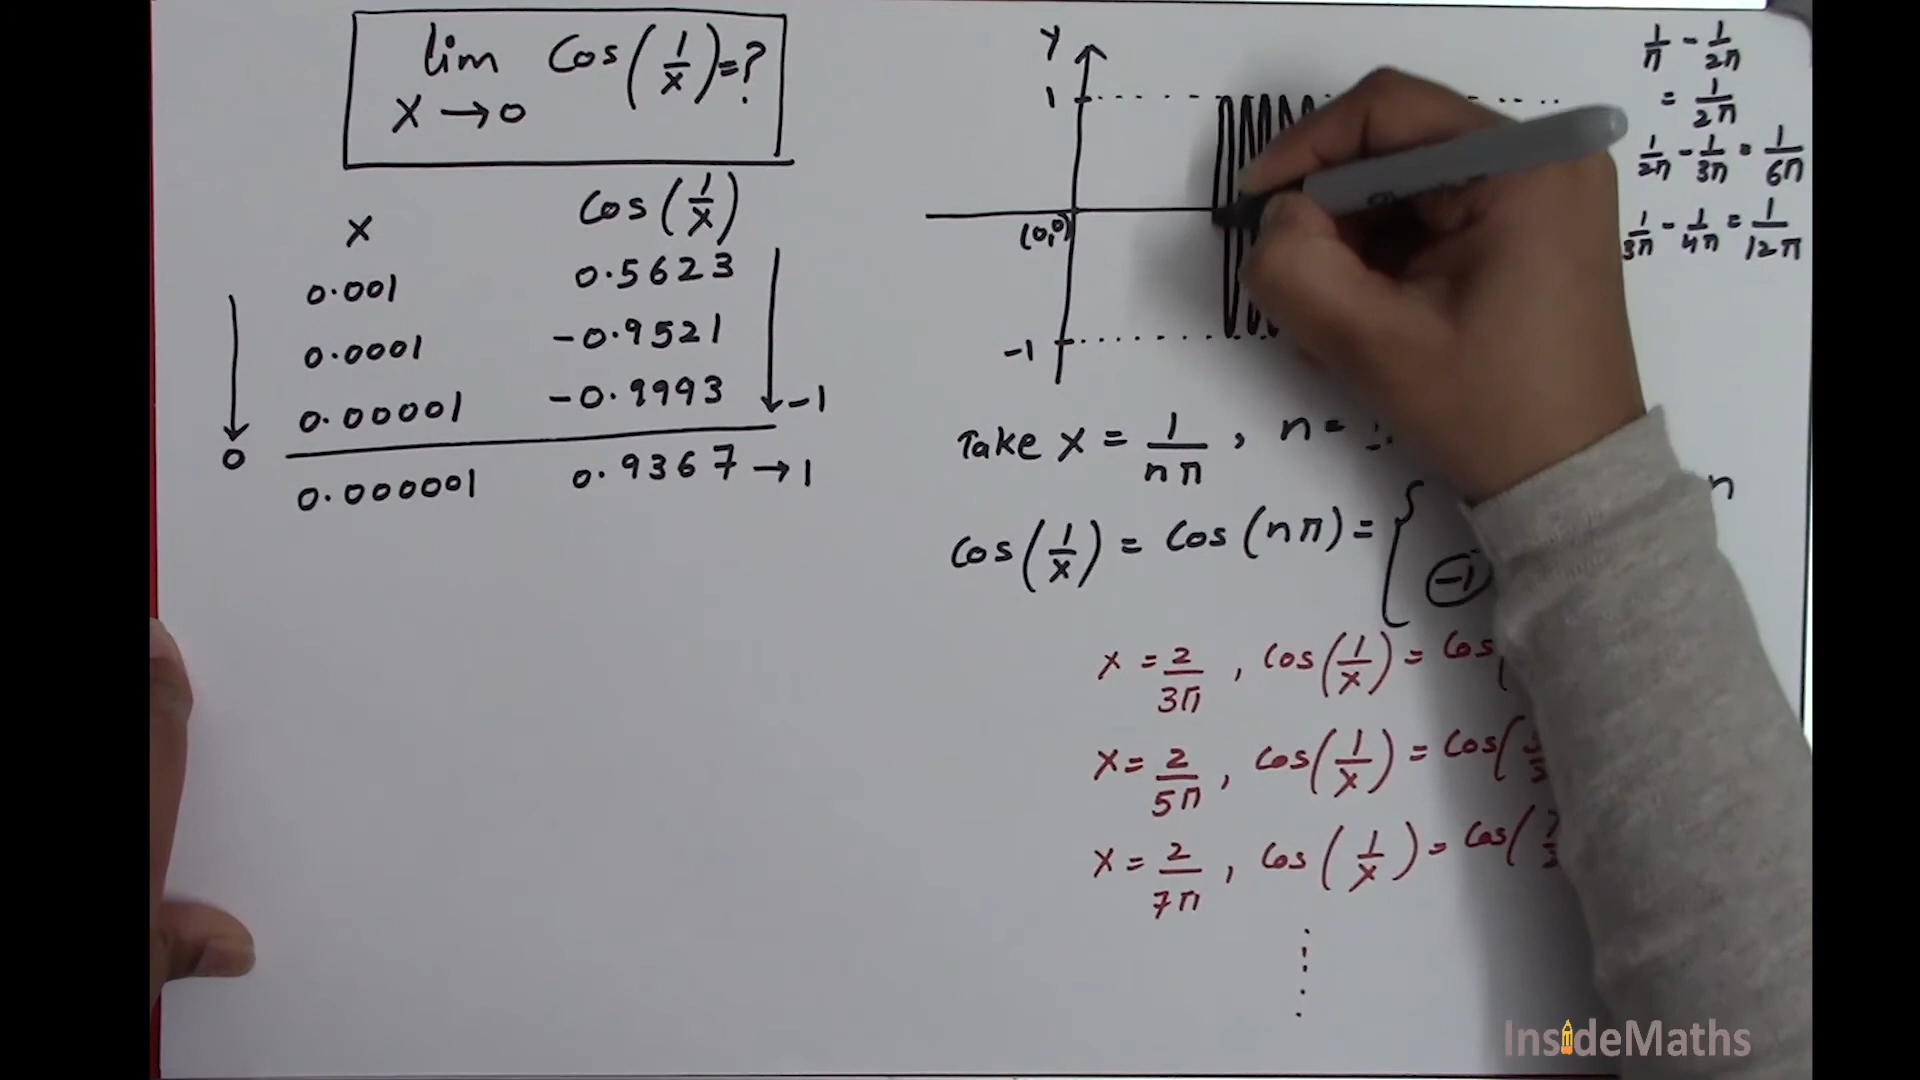 lim cos(1/x)=?
x→0
x cos(1/x)
0.001 0.5623
0.0001 -0.9521
0.00001 -0.9993 -1
0
0.000001 0.9367 → 1
Y
1
(0,0)
-1
1/π - 1/2π
= 1/2π
1/2π - 1/3π = 1/6π
1/3π - 1/4π = 1/12π
Take x = 1/nπ , n =
cos(1/x) = cos(nπ) = { n
-1
x = 2/3π , cos(1/x) = cos(
x = 2/5π , cos(1/x) = cos(
x = 2/7π , cos(1/x) = cos(
InsideMaths